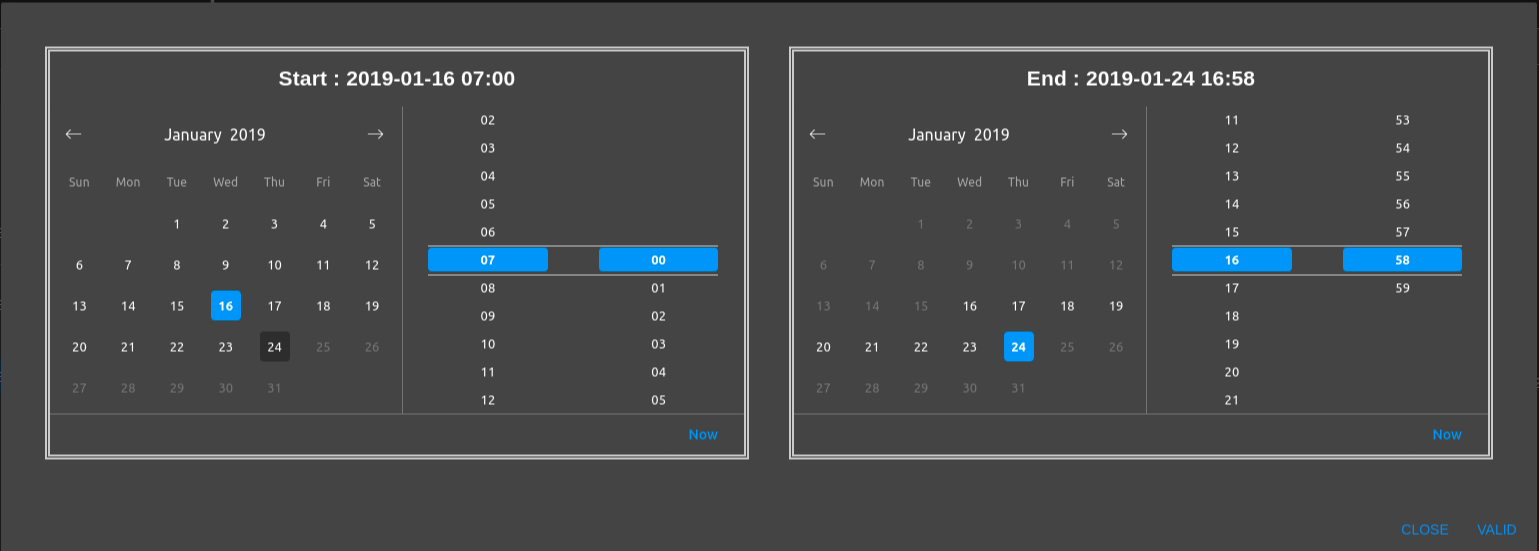 Start : 2019-01-16 07:00
January 2019
Sun Mon Tue Wed Thu Fri Sat
1 2 3 4 5
6 7 8 9 10 11 12
13 14 15 16 17 18 19
20 21 22 23 24 25 26
27 28 29 30 31
02
03
04
05
06
07 00
08 01
09 02
10 03
11 04
12 05
Now
End : 2019-01-24 16:58
January 2019
Sun Mon Tue Wed Thu Fri Sat
1 2 3 4 5
6 7 8 9 10 11 12
13 14 15 16 17 18 19
20 21 22 23 24 25 26
27 28 29 30 31
11 53
12 54
13 55
14 56
15 57
16 58
17 59
18
19
20
21
Now
CLOSE VALID